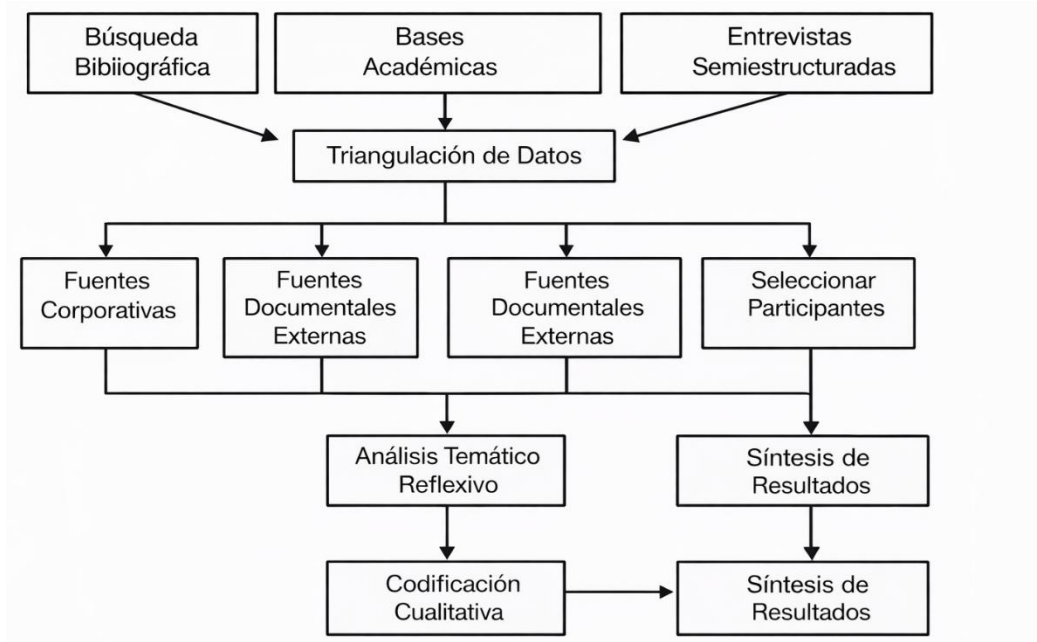 Búsqueda
Bibiiográfica
Bases
Académicas
Entrevistas
Semiestructuradas
Triangulación de Datos
Fuentes
Corporativas
Fuentes
Documentales
Externas
Fuentes
Documentales
Externas
Seleccionar
Participantes
Análisis Temático
Reflexivo
Síntesis de
Resultados
Codificación
Cualitativa
Síntesis de
Resultados